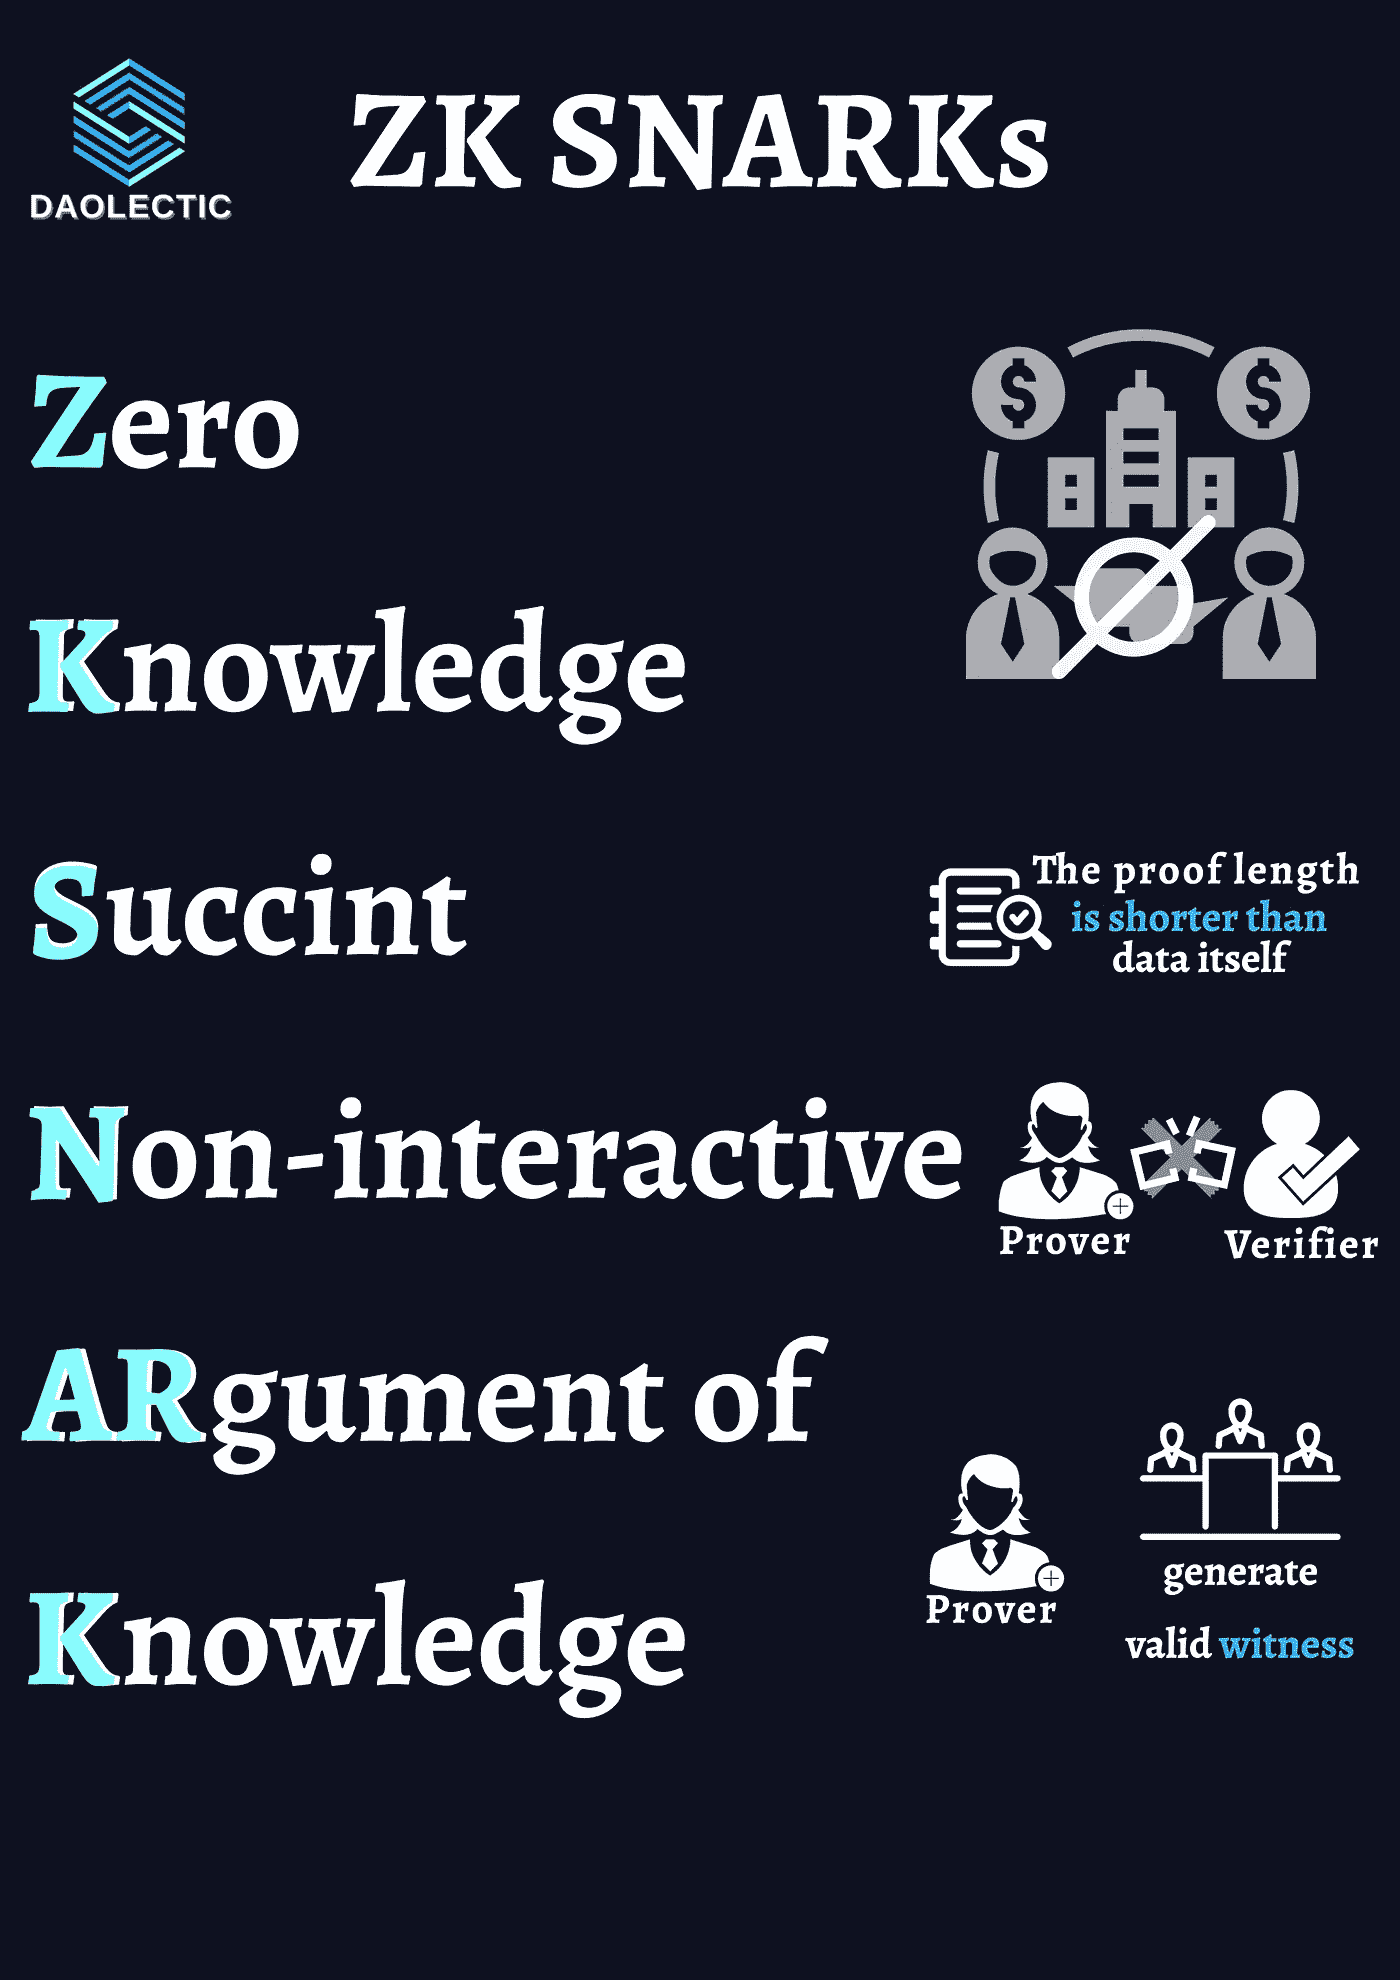 DAOLECTIC
ZK SNARKs
Zero
Knowledge
Succint
The proof length
is shorter than
data itself
Non-interactive
Prover
Verifier
ARgument of
Knowledge
Prover
generate
valid witness